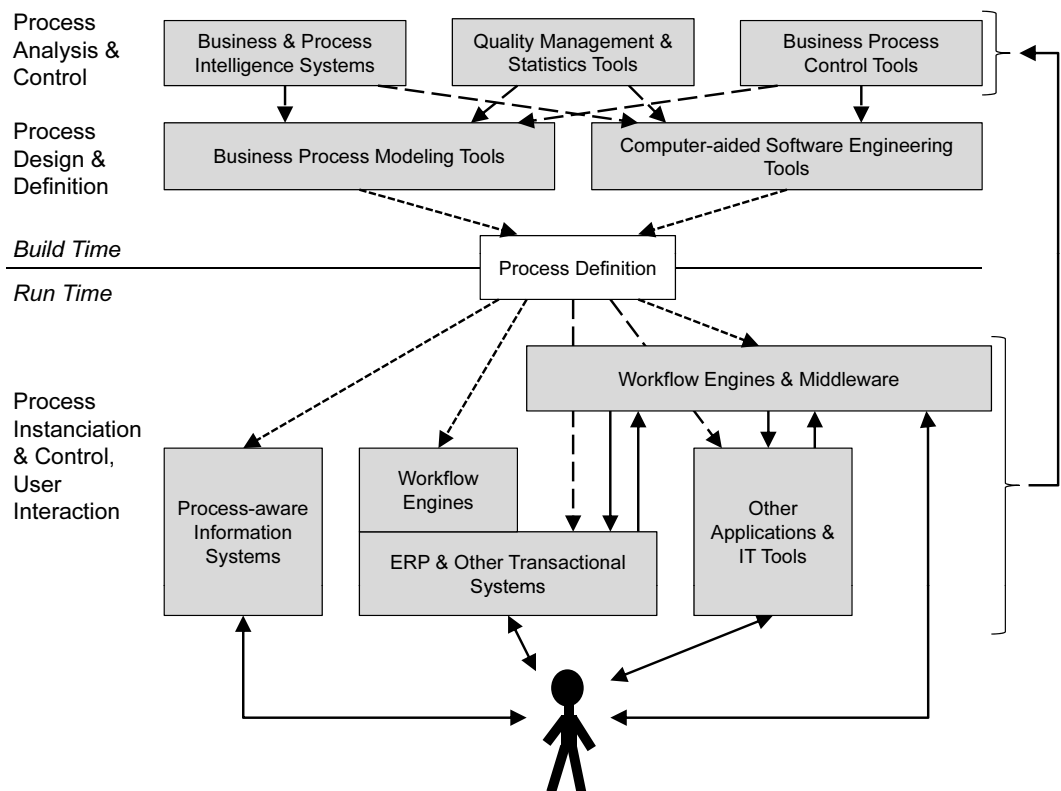 Process
Analysis &
Control
Business & Process
Intelligence Systems
Quality Management &
Statistics Tools
Business Process
Control Tools
Process
Design &
Definition
Business Process Modeling Tools
Computer-aided Software Engineering
Tools
Build Time
Process Definition
Run Time
Workflow Engines & Middleware
Process
Instanciation
& Control,
User
Interaction
Process-aware
Information
Systems
Workflow
Engines
ERP & Other Transactional
Systems
Other
Applications &
IT Tools